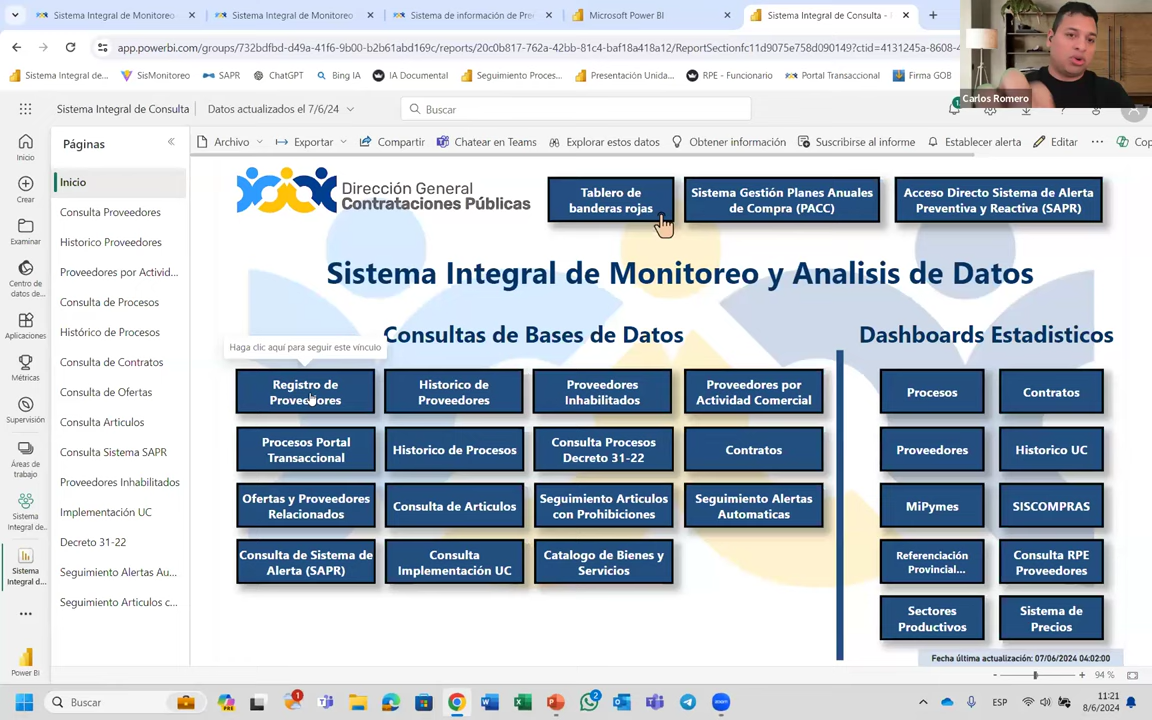 Sistema Integral de Monitoreo
Sistema Integral de Monitoreo
Sistema de información de Pre
Microsoft Power BI
Sistema Integral de Consulta -
app.powerbi.com/groups/732bdfbd-d49a-41f6-9b00-b2b61abd169c/reports/20c0b817-762a-42bb-81c4-baf18a418a12/ReportSectionfc11d9075e758d090149?ctid=4131245a-8608-4
Sistema Integral de...
SisMonitoreo
SAPR
ChatGPT
Bing IA
IA Documental
Seguimiento Proces...
Presentación Unida...
RPE - Funcionario
Portal Transaccional
Firma GOB
Carlos Romero
Sistema Integral de Consulta
Datos actualizados el 7/6/24
Buscar
1
Páginas
Archivo
Exportar
Compartir
Chatear en Teams
Explorar estos datos
Obtener información
Suscribirse al informe
Establecer alerta
Editar
...
Cop
Inicio
Crear
Examinar
Centro de
datos de...
Aplicaciones
Métricas
Supervisión
Áreas de
trabajo
Sistema
Integral de...
Sistema
Integral d...
...
Power BI
Inicio
Consulta Proveedores
Historico Proveedores
Proveedores por Activid...
Consulta de Procesos
Histórico de Procesos
Consulta de Contratos
Consulta de Ofertas
Consulta Articulos
Consulta Sistema SAPR
Proveedores Inhabilitados
Implementación UC
Decreto 31-22
Seguimiento Alertas Au...
Seguimiento Articulos c...
Dirección General
Contrataciones Públicas
Tablero de
banderas rojas
Sistema Gestión Planes Anuales
de Compra (PACC)
Acceso Directo Sistema de Alerta
Preventiva y Reactiva (SAPR)
Sistema Integral de Monitoreo y Analisis de Datos
Consultas de Bases de Datos
Dashboards Estadisticos
Haga clic aquí para seguir este vínculo
Registro de
Proveedores
Historico de
Proveedores
Proveedores
Inhabilitados
Proveedores por
Actividad Comercial
Procesos
Contratos
Procesos Portal
Transaccional
Historico de Procesos
Consulta Procesos
Decreto 31-22
Contratos
Proveedores
Historico UC
Ofertas y Proveedores
Relacionados
Consulta de Articulos
Seguimiento Articulos
con Prohibiciones
Seguimiento Alertas
Automaticas
MiPymes
SISCOMPRAS
Consulta de Sistema de
Alerta (SAPR)
Consulta
Implementación UC
Catalogo de Bienes y
Servicios
Referenciación
Provincial...
Consulta RPE
Proveedores
Sectores
Productivos
Sistema de
Precios
Fecha última actualización: 07/06/2024 04:02:00
94 %
Buscar
1
2
zoom
ESP
11:21
8/6/2024